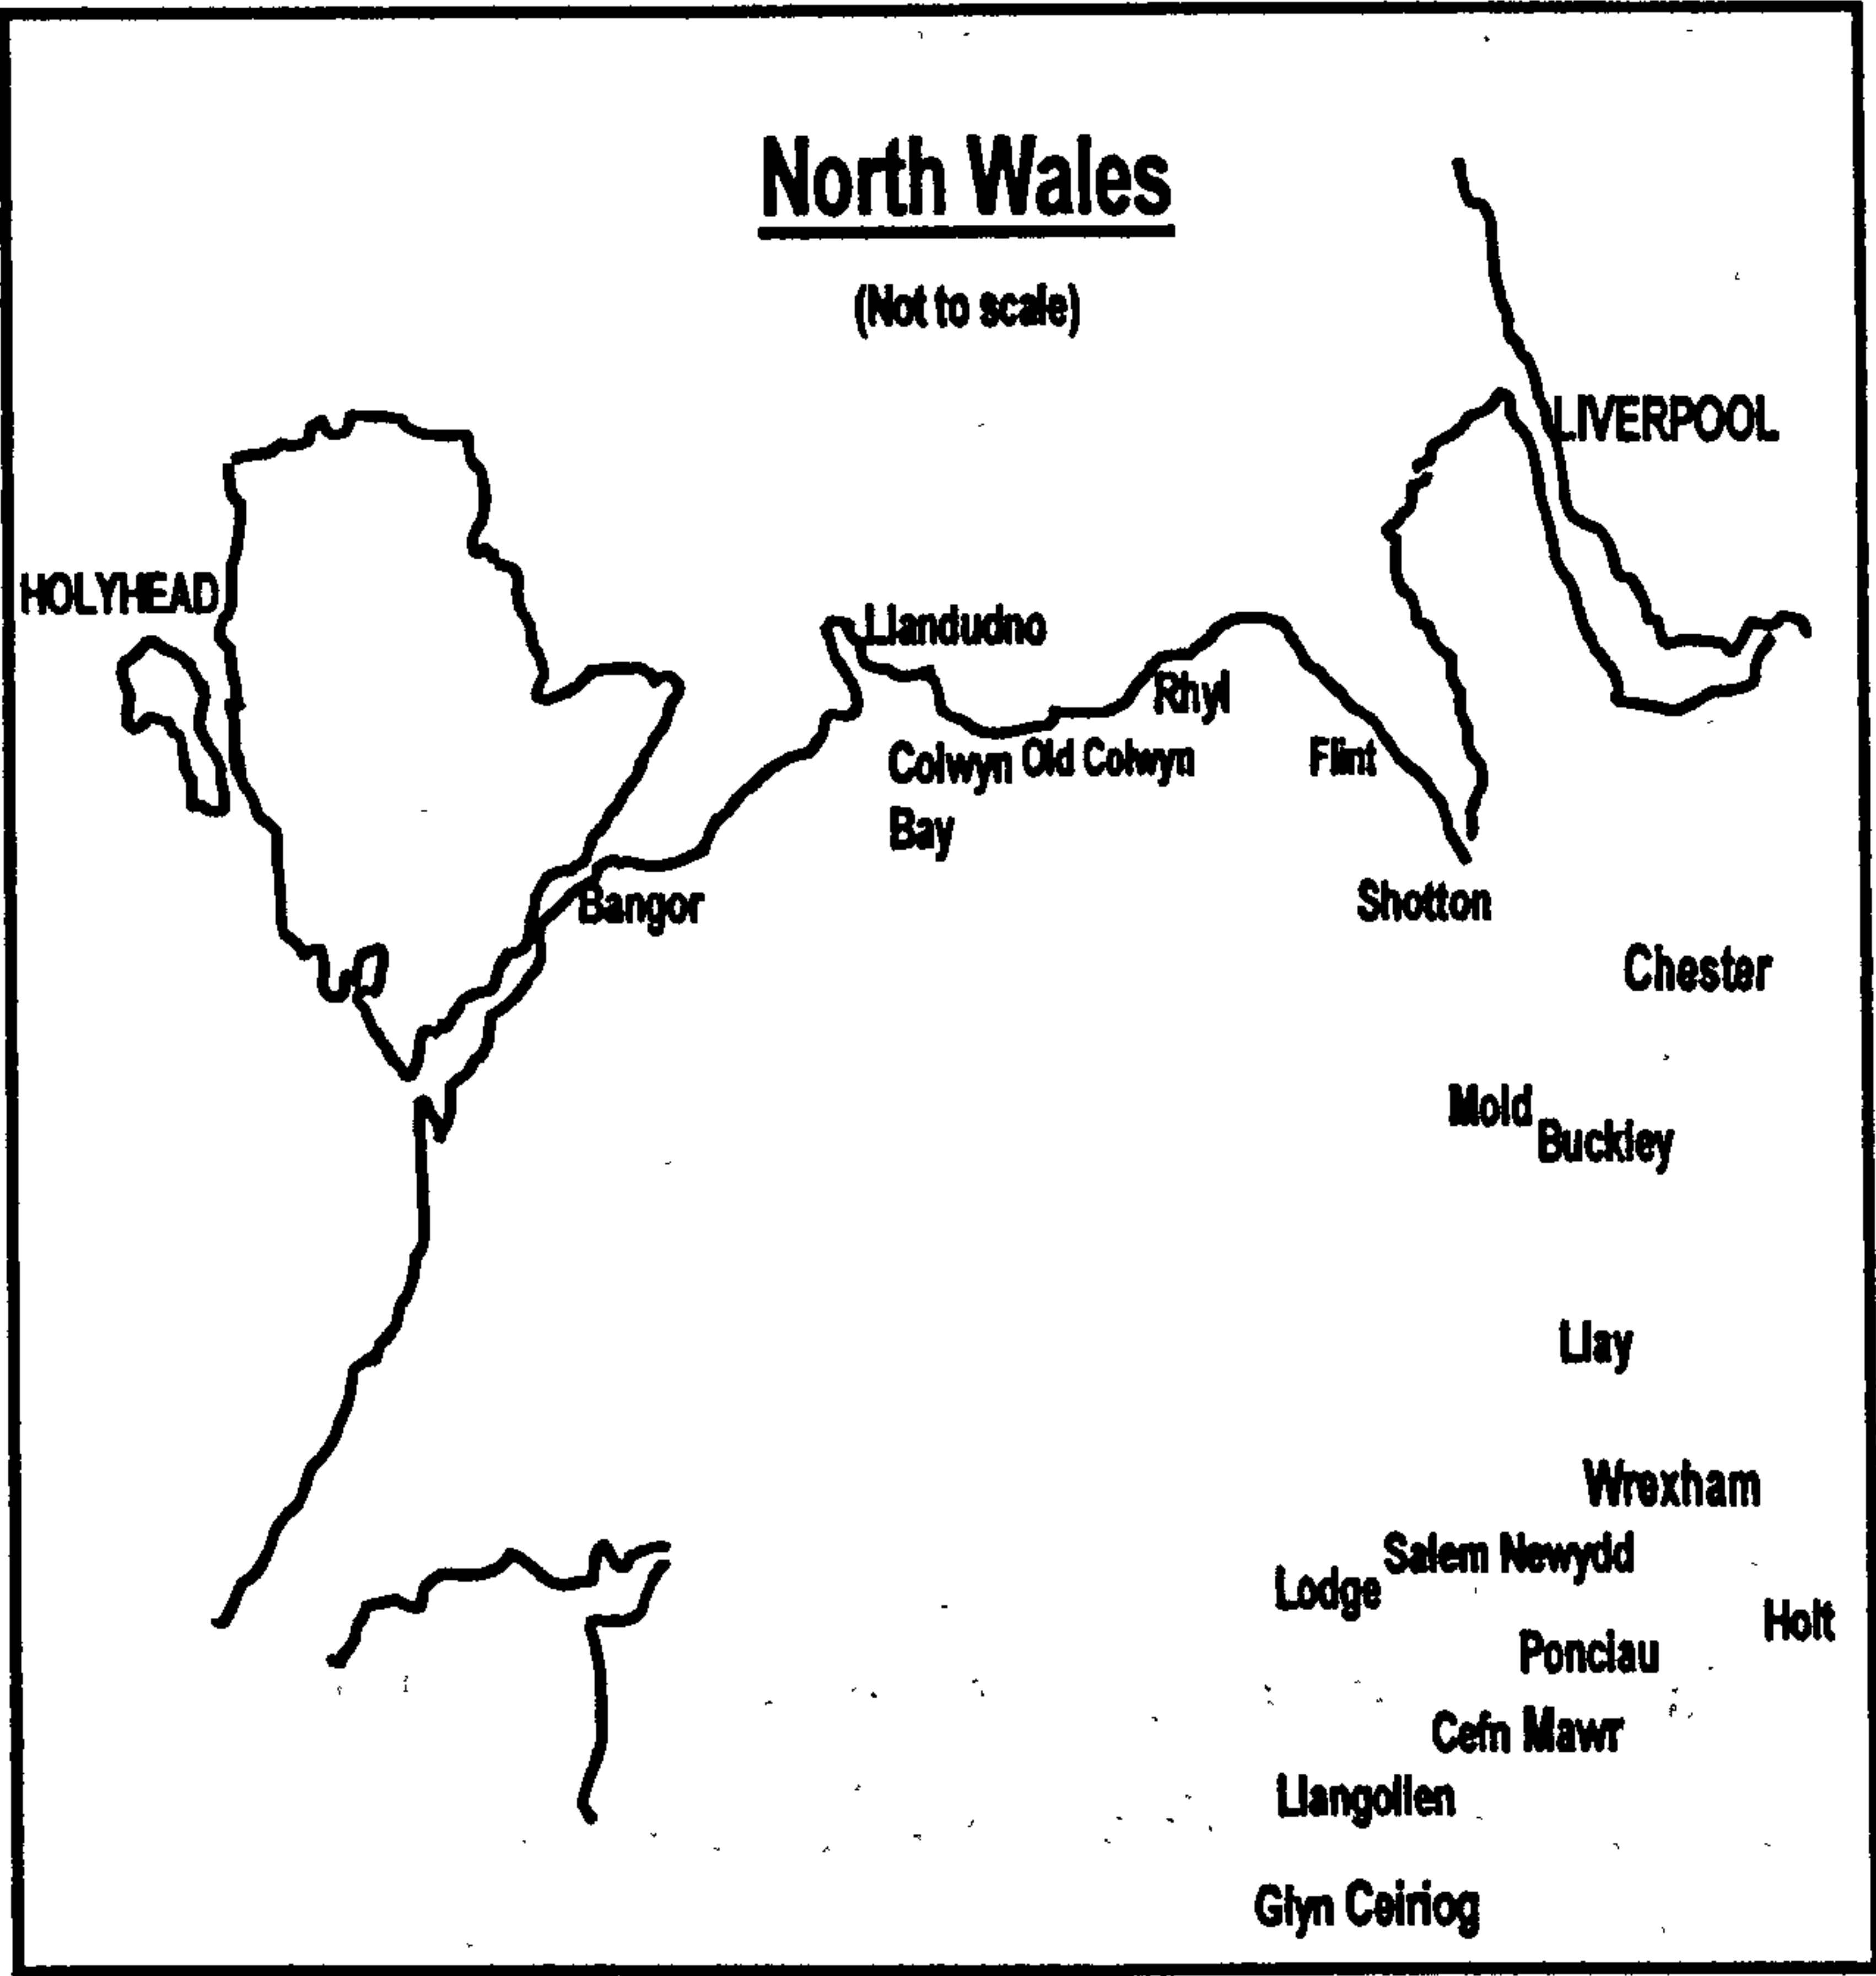 North Wales
(Not to scale)
LIVERPOOL
HOLYHEAD
Llandudno
Rhyl
Colwyn Bay
Old Colwyn
Flint
Bangor
Shotton
Chester
Mold
Buckley
Llay
Wrexham
Salem Newydd
Lodge
Holt
Ponciau
Cefn Mawr
Llangollen
Glyn Ceiriog